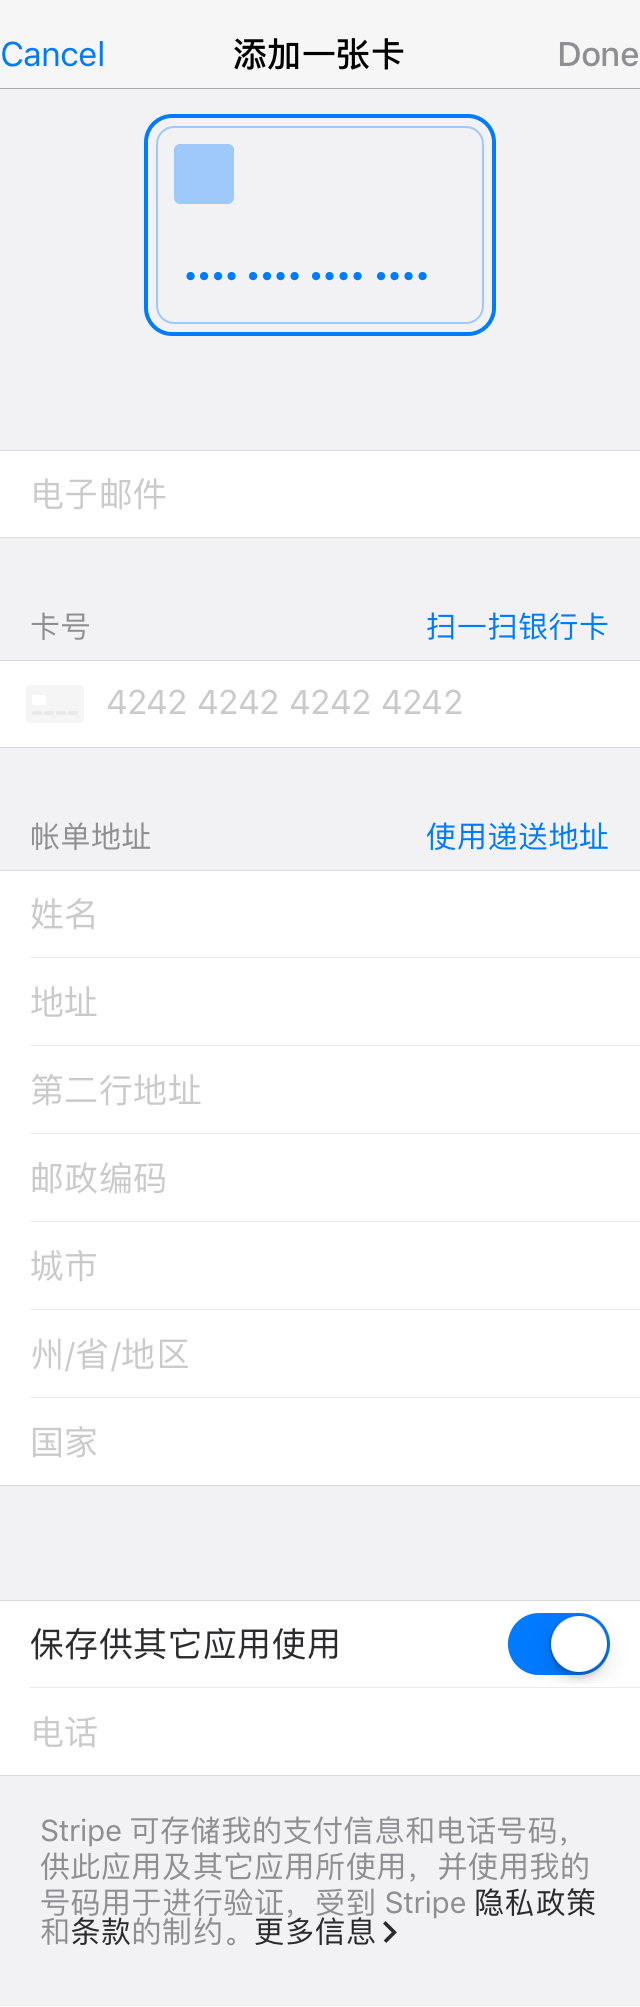 Cancel 添加一张卡 Done
电子邮件
卡号 扫一扫银行卡
4242 4242 4242 4242
帐单地址 使用递送地址
姓名
地址
第二行地址
邮政编码
城市
州/省/地区
国家
保存供其它应用使用
电话
Stripe 可存储我的支付信息和电话号码，
供此应用及其它应用所使用，并使用我的
号码用于进行验证，受到 Stripe 隐私政策
和条款的制约。更多信息